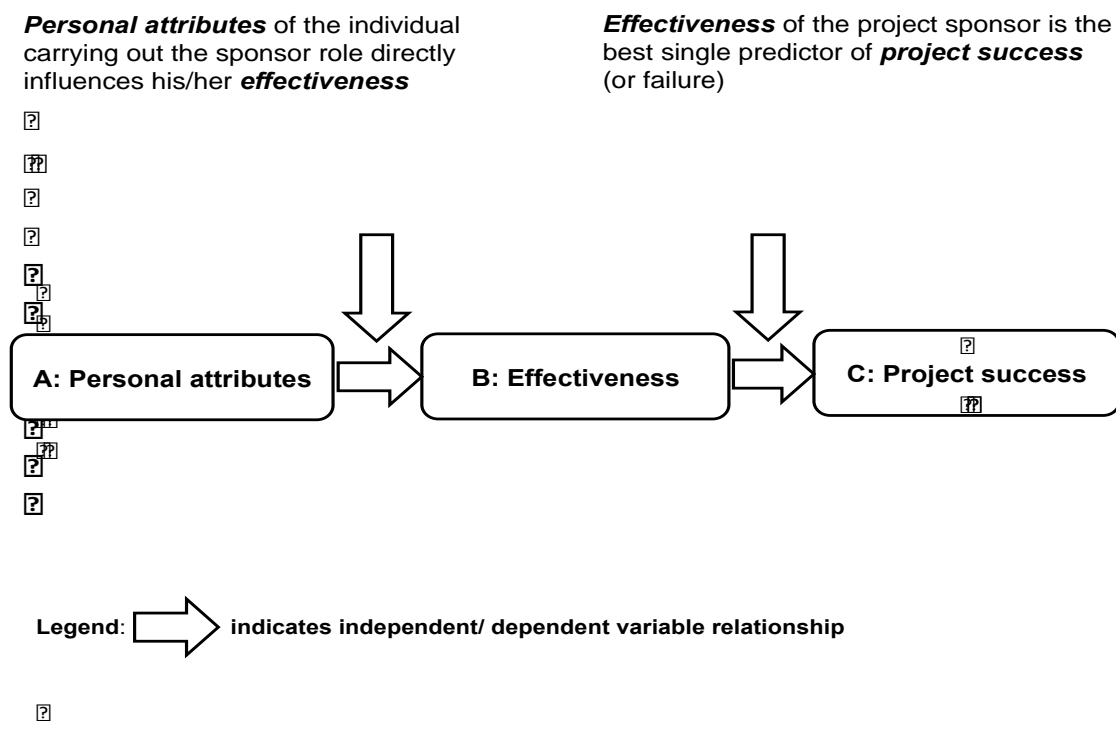 Personal attributes of the individual
carrying out the sponsor role directly
influences his/her effectiveness
Effectiveness of the project sponsor is the
best single predictor of project success
(or failure)
A: Personal attributes
B: Effectiveness
C: Project success
Legend: indicates independent/ dependent variable relationship